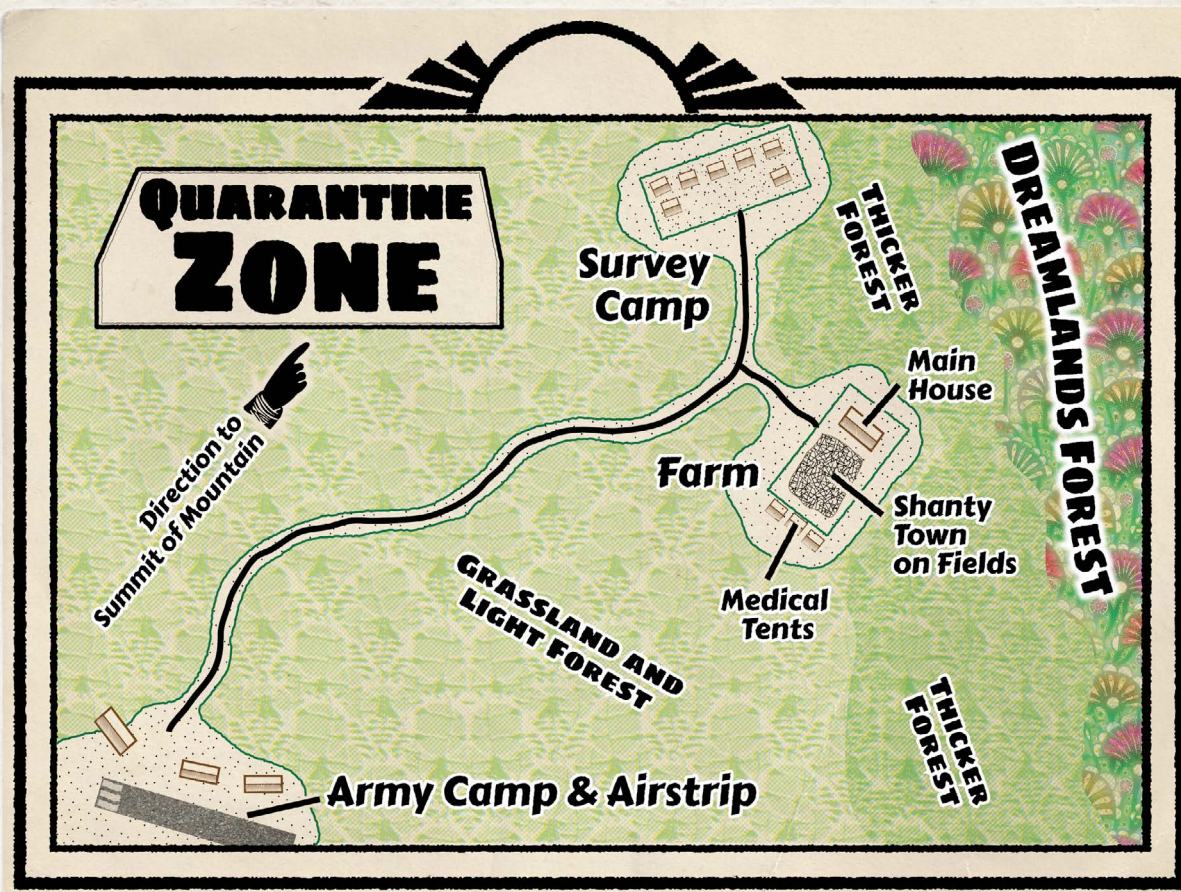 QUARANTINE
ZONE
Direction to
Summit of Mountain
Survey
Camp
THICKER
FOREST
DREAMLANDS FOREST
Main
House
Farm
Shanty
Town
on Fields
Medical
Tents
GRASSLAND AND
LIGHT FOREST
THICKER
FOREST
Army Camp & Airstrip